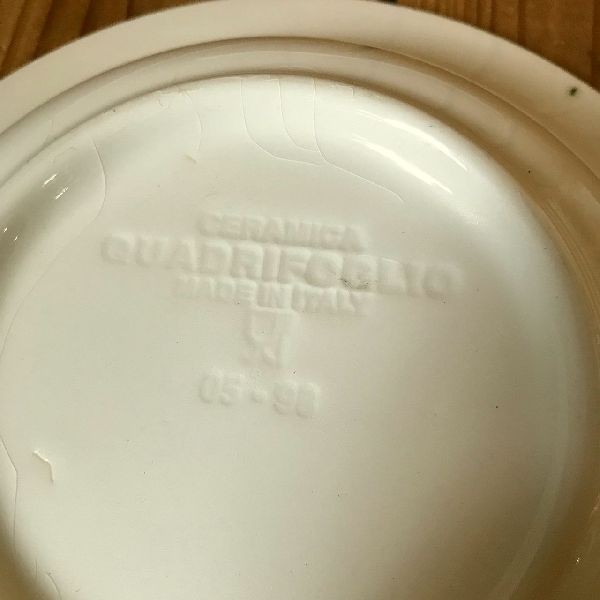 CERAMICA
QUADRIFOGLIO
MADE IN ITALY
05-98